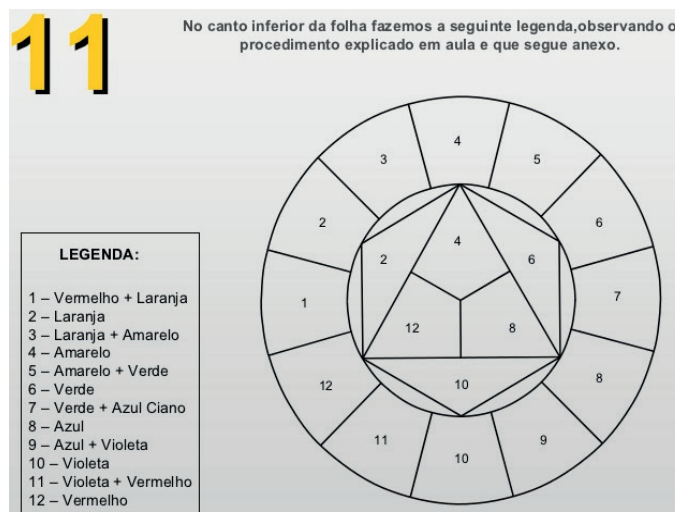 11
No canto inferior da folha fazemos a seguinte legenda,observando o
procedimento explicado em aula e que segue anexo.
4
3
5
2
6
1
7
12
8
11
9
10
4
2
6
12
8
10
LEGENDA:
1 – Vermelho + Laranja
2 – Laranja
3 – Laranja + Amarelo
4 – Amarelo
5 – Amarelo + Verde
6 – Verde
7 – Verde + Azul Ciano
8 – Azul
9 – Azul + Violeta
10 – Violeta
11 – Violeta + Vermelho
12 – Vermelho